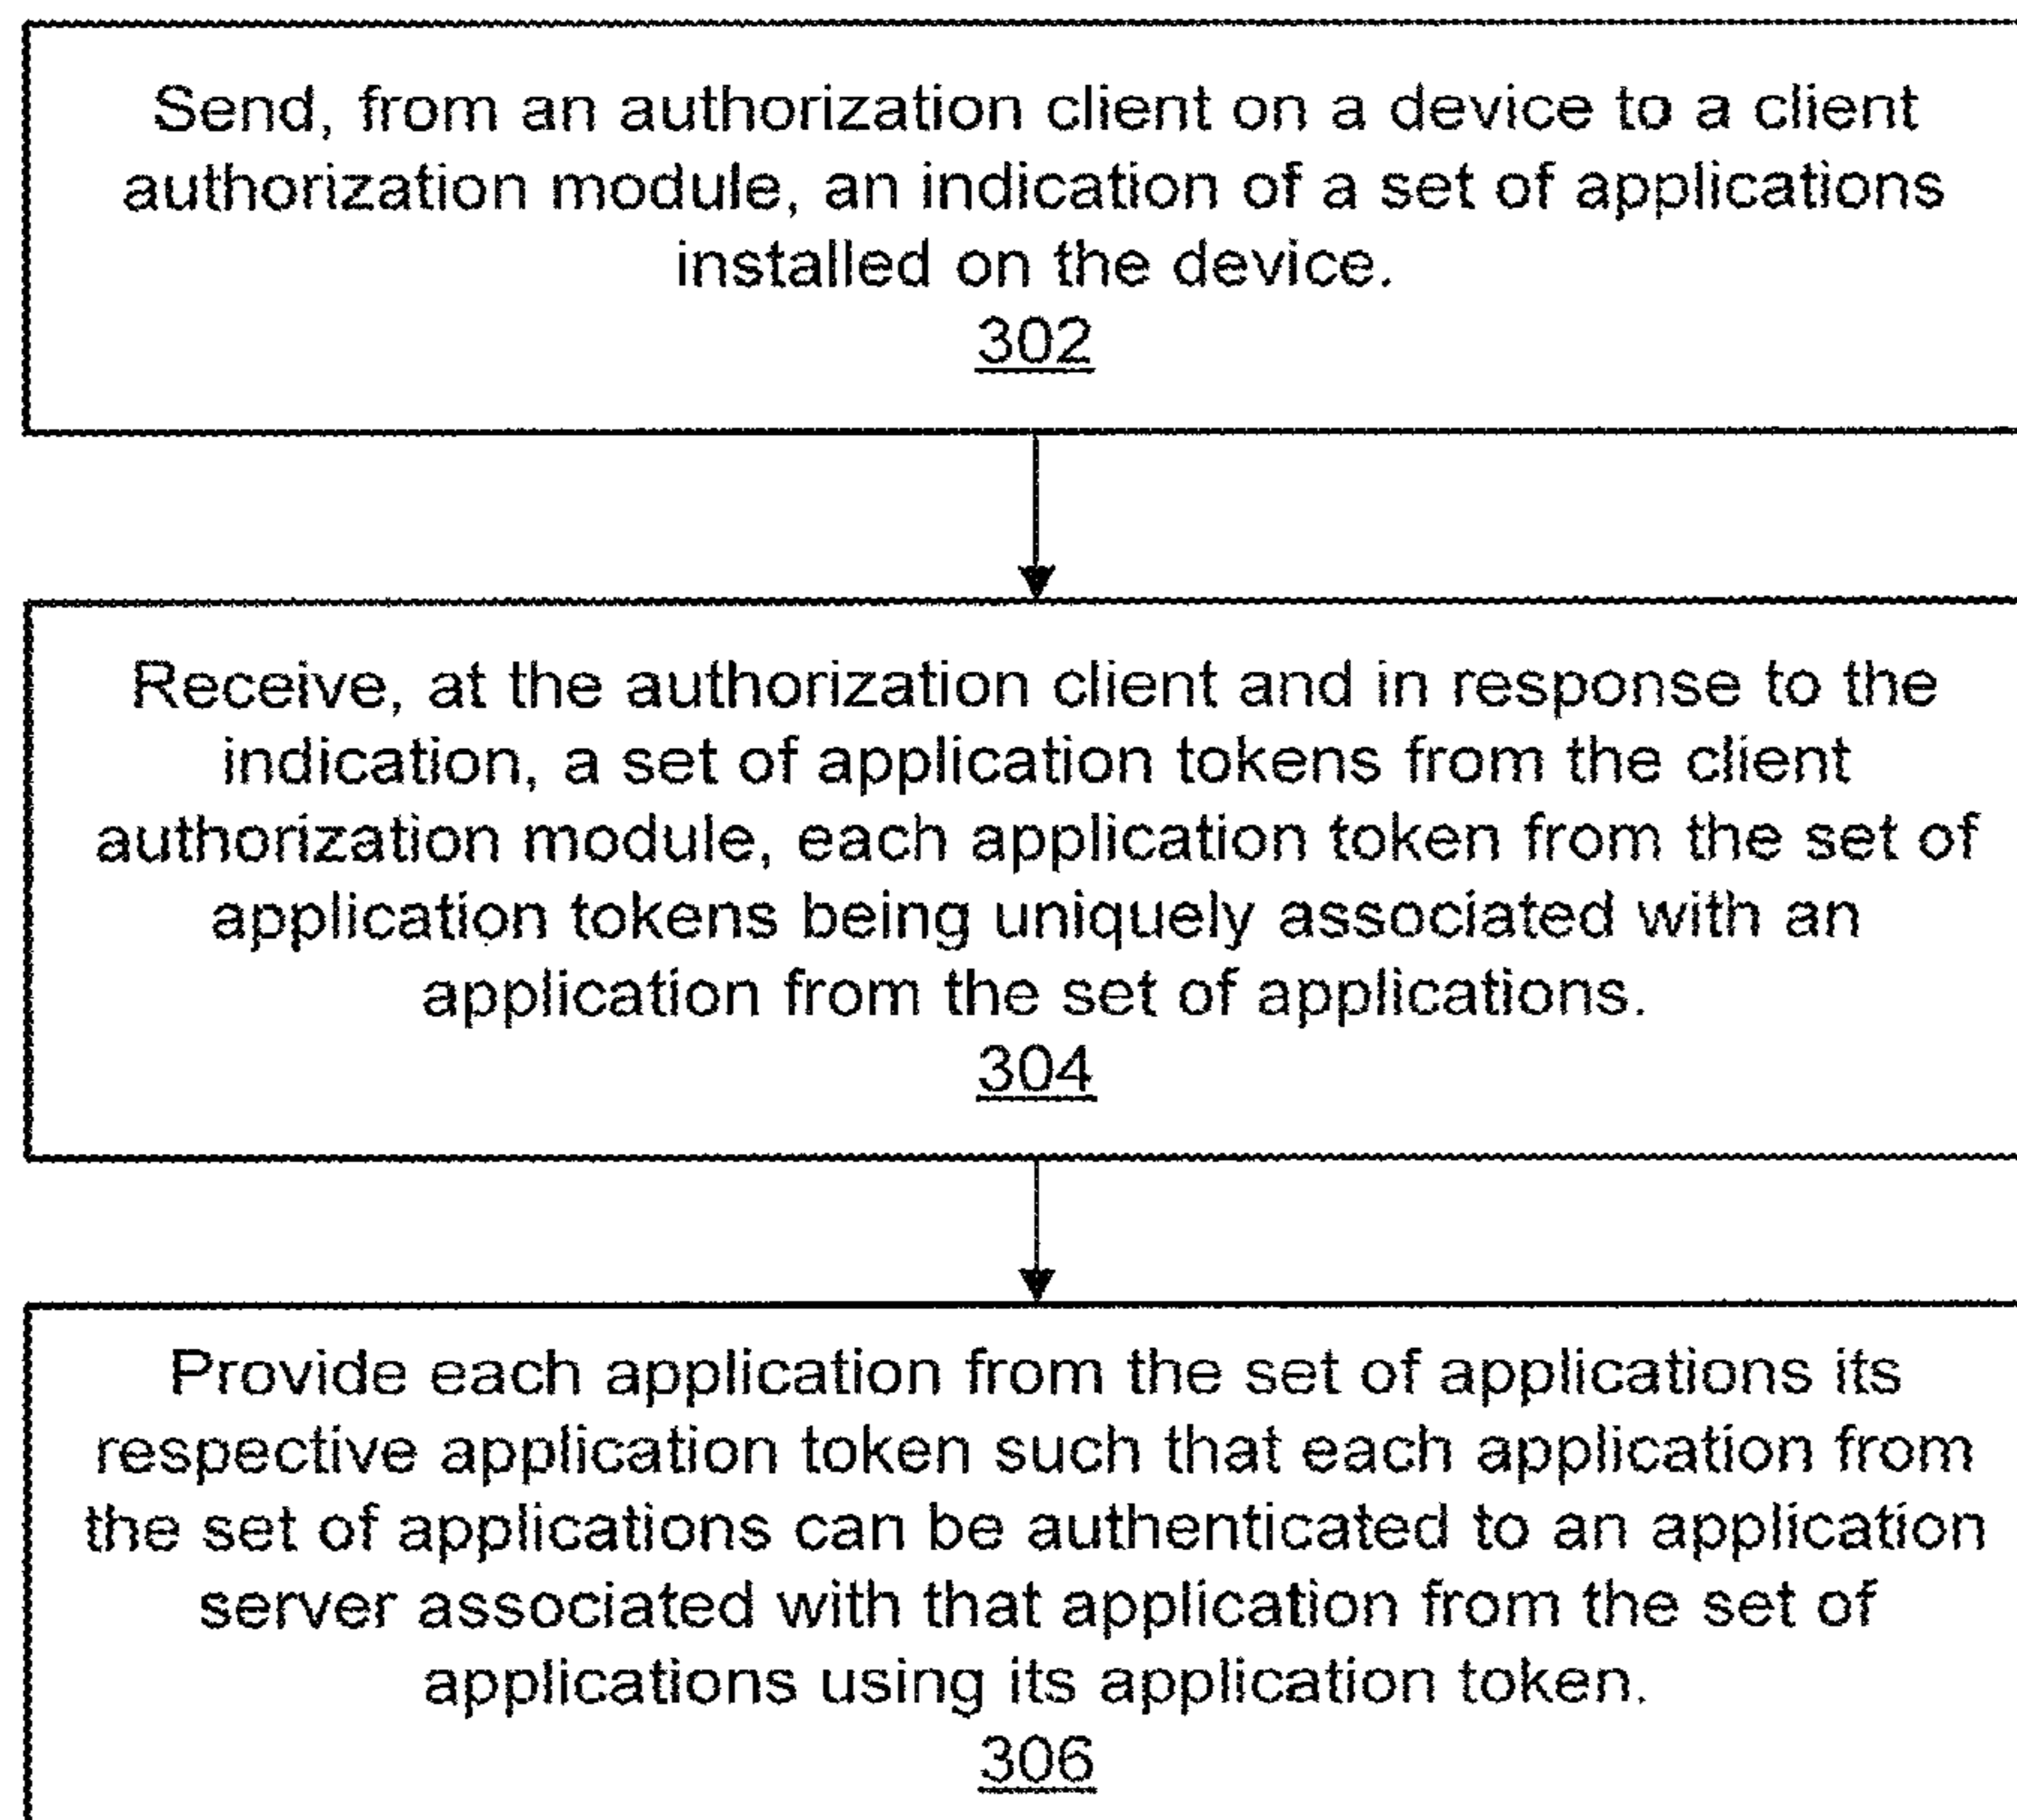 Send, from an authorization client on a device to a client
authorization module, an indication of a set of applications
installed on the device.
302
Receive, at the authorization client and in response to the
indication, a set of application tokens from the client
authorization module, each application token from the set of
application tokens being uniquely associated with an
application from the set of applications.
304
Provide each application from the set of applications its
respective application token such that each application from
the set of applications can be authenticated to an application
server associated with that application from the set of
applications using its application token.
306